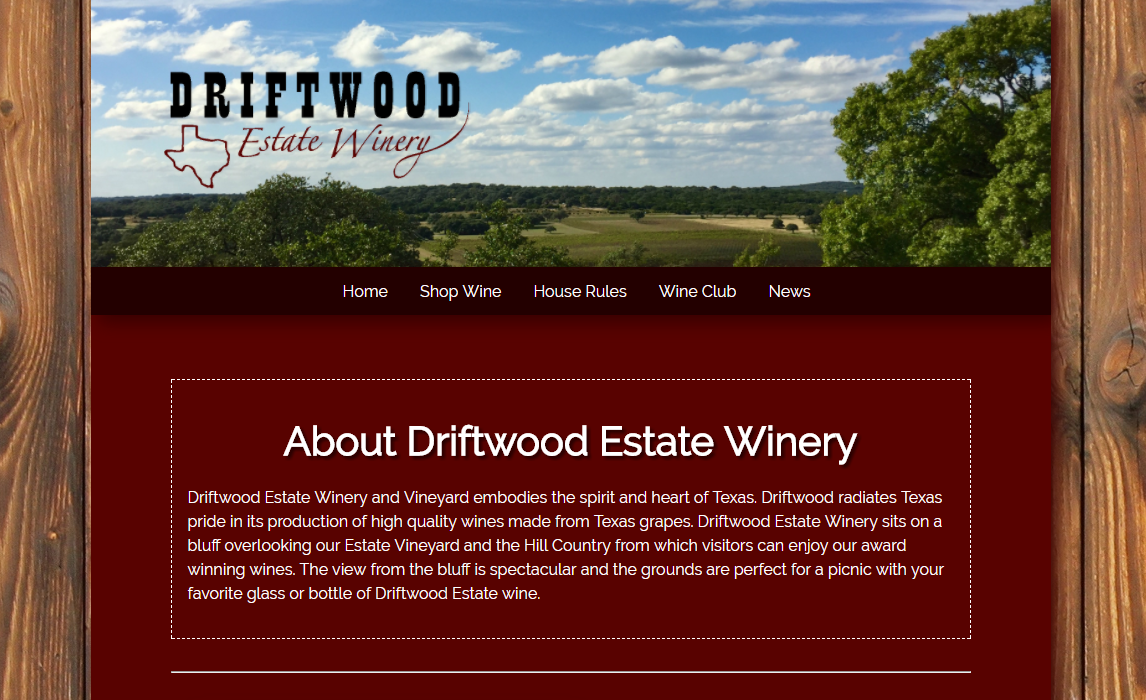 DRIFTWOOD
Estate Winery
Home Shop Wine House Rules Wine Club News
About Driftwood Estate Winery
Driftwood Estate Winery and Vineyard embodies the spirit and heart of Texas. Driftwood radiates Texas
pride in its production of high quality wines made from Texas grapes. Driftwood Estate Winery sits on a
bluff overlooking our Estate Vineyard and the Hill Country from which visitors can enjoy our award
winning wines. The view from the bluff is spectacular and the grounds are perfect for a picnic with your
favorite glass or bottle of Driftwood Estate wine.